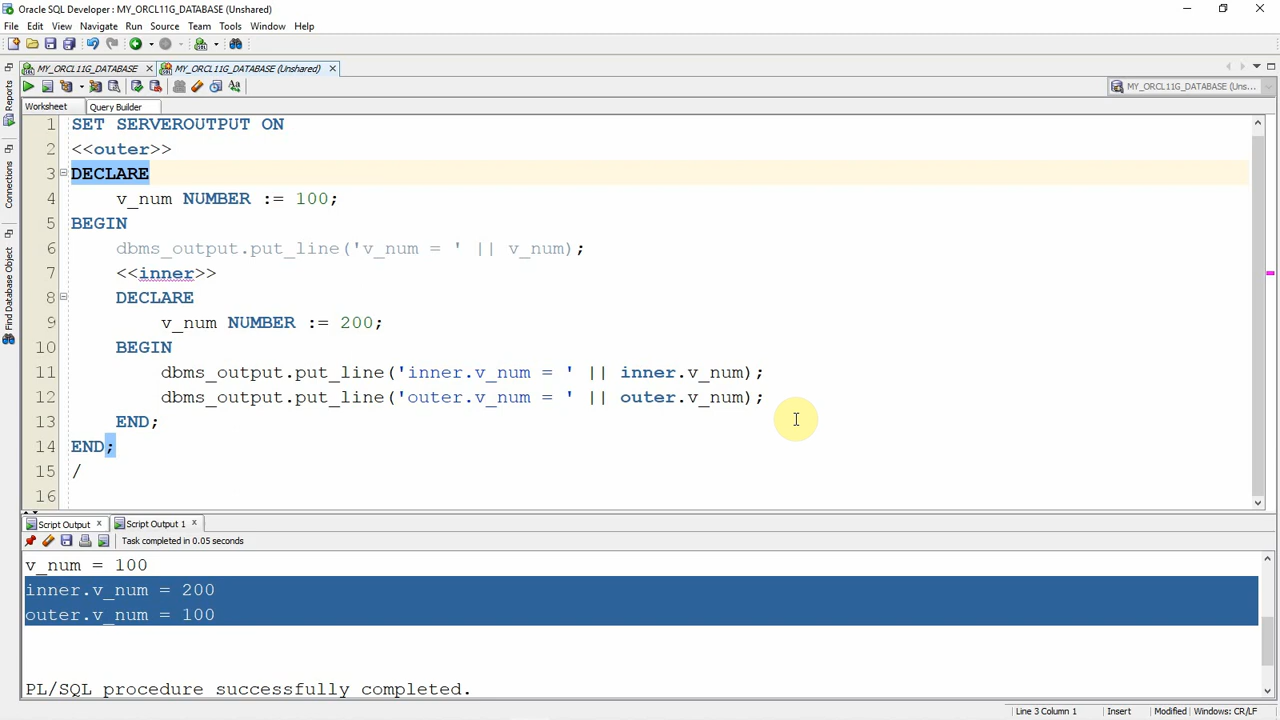 Oracle SQL Developer : MY_ORCL11G_DATABASE (Unshared)
File Edit View Navigate Run Source Team Tools Window Help
MY_ORCL11G_DATABASE MY_ORCL11G_DATABASE (Unshared)
MY_ORCL11G_DATABASE (Uns...
Reports
Connections
Find Database Object
Worksheet Query Builder
1 SET SERVEROUTPUT ON
2 <<outer>>
3 DECLARE
4 v_num NUMBER := 100;
5 BEGIN
6 dbms_output.put_line('v_num = ' || v_num);
7 <<inner>>
8 DECLARE
9 v_num NUMBER := 200;
10 BEGIN
11 dbms_output.put_line('inner.v_num = ' || inner.v_num);
12 dbms_output.put_line('outer.v_num = ' || outer.v_num);
13 END;
14 END;
15 /
16
Script Output Script Output 1
Task completed in 0.05 seconds
v_num = 100
inner.v_num = 200
outer.v_num = 100
PL/SQL procedure successfully completed.
Line 3 Column 1 Insert Modified Windows: CR/LF